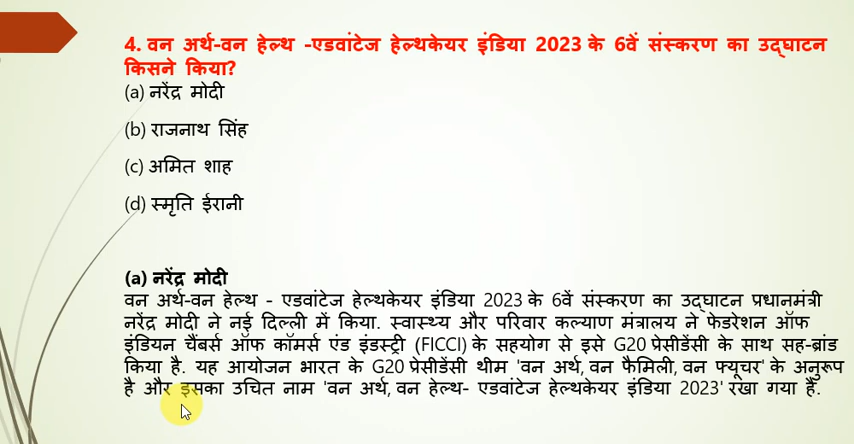 4. वन अर्थ-वन हेल्थ -एडवांटेज हेल्थकेयर इंडिया 2023 के 6वें संस्करण का उद्घाटन
किसने किया?
(a) नरेंद्र मोदी
(b) राजनाथ सिंह
(c) अमित शाह
(d) स्मृति ईरानी
(a) नरेंद्र मोदी
वन अर्थ-वन हेल्थ - एडवांटेज हेल्थकेयर इंडिया 2023 के 6वें संस्करण का उद्घाटन प्रधानमंत्री
नरेंद्र मोदी ने नई दिल्ली में किया. स्वास्थ्य और परिवार कल्याण मंत्रालय ने फेडरेशन ऑफ
इंडियन चैंबर्स ऑफ कॉमर्स एंड इंडस्ट्री (FICCI) के सहयोग से इसे G20 प्रेसीडेंसी के साथ सह-ब्रांड
किया है. यह आयोजन भारत के G20 प्रेसीडेंसी थीम 'वन अर्थ, वन फैमिली, वन फ्यूचर' के अनुरूप
है और इसका उचित नाम 'वन अर्थ, वन हेल्थ- एडवांटेज हेल्थकेयर इंडिया 2023' रखा गया है.